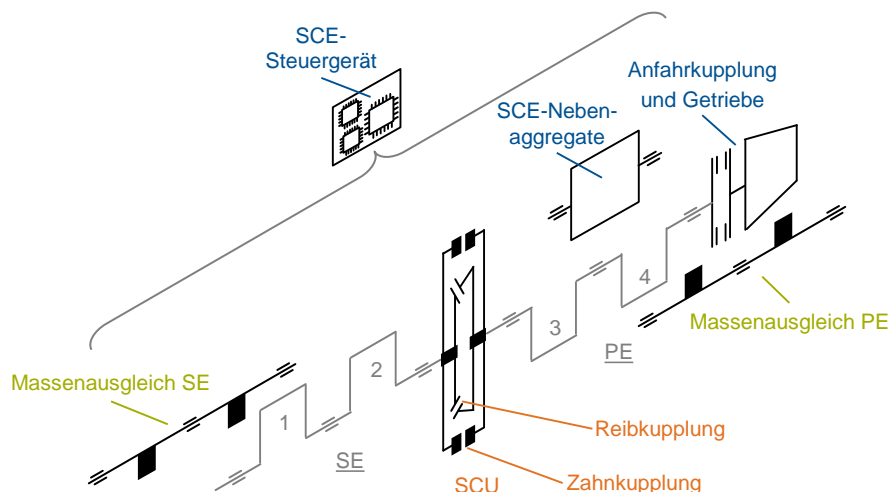 SCE-
Steuergerät
Anfahrkupplung
und Getriebe
SCE-Neben-
aggregate
Massenausgleich PE
Massenausgleich SE
1
2
3
4
SE
PE
Reibkupplung
Zahnkupplung
SCU